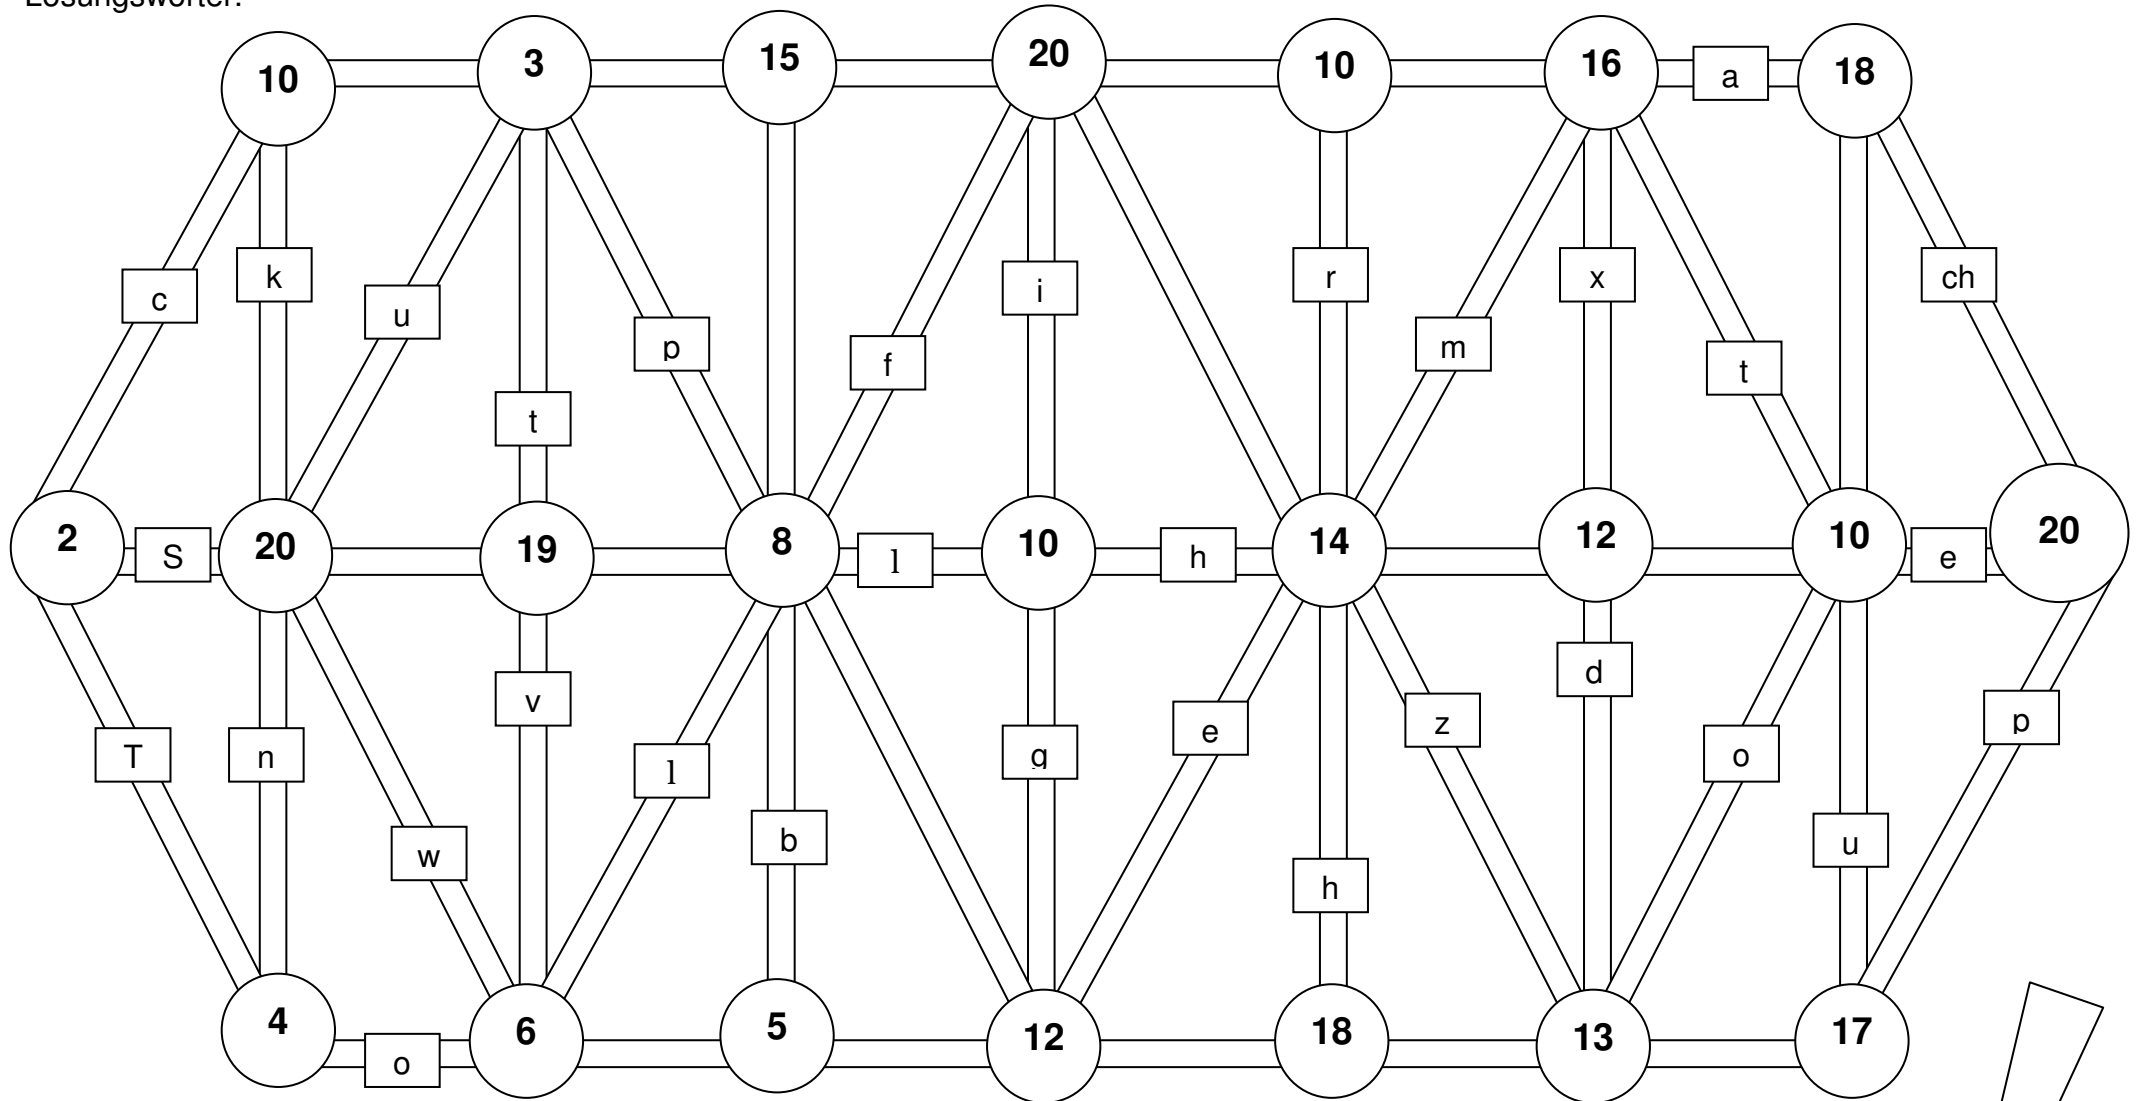 Lösungswörter:
10 3 15 20 10 16 a 18
c k u t p f i r m x t ch
2 S 20 19 8 l 10 h 14 12 10 e 20
T n w v l b g e h z d o u p
4 o 6 5 12 18 13 17